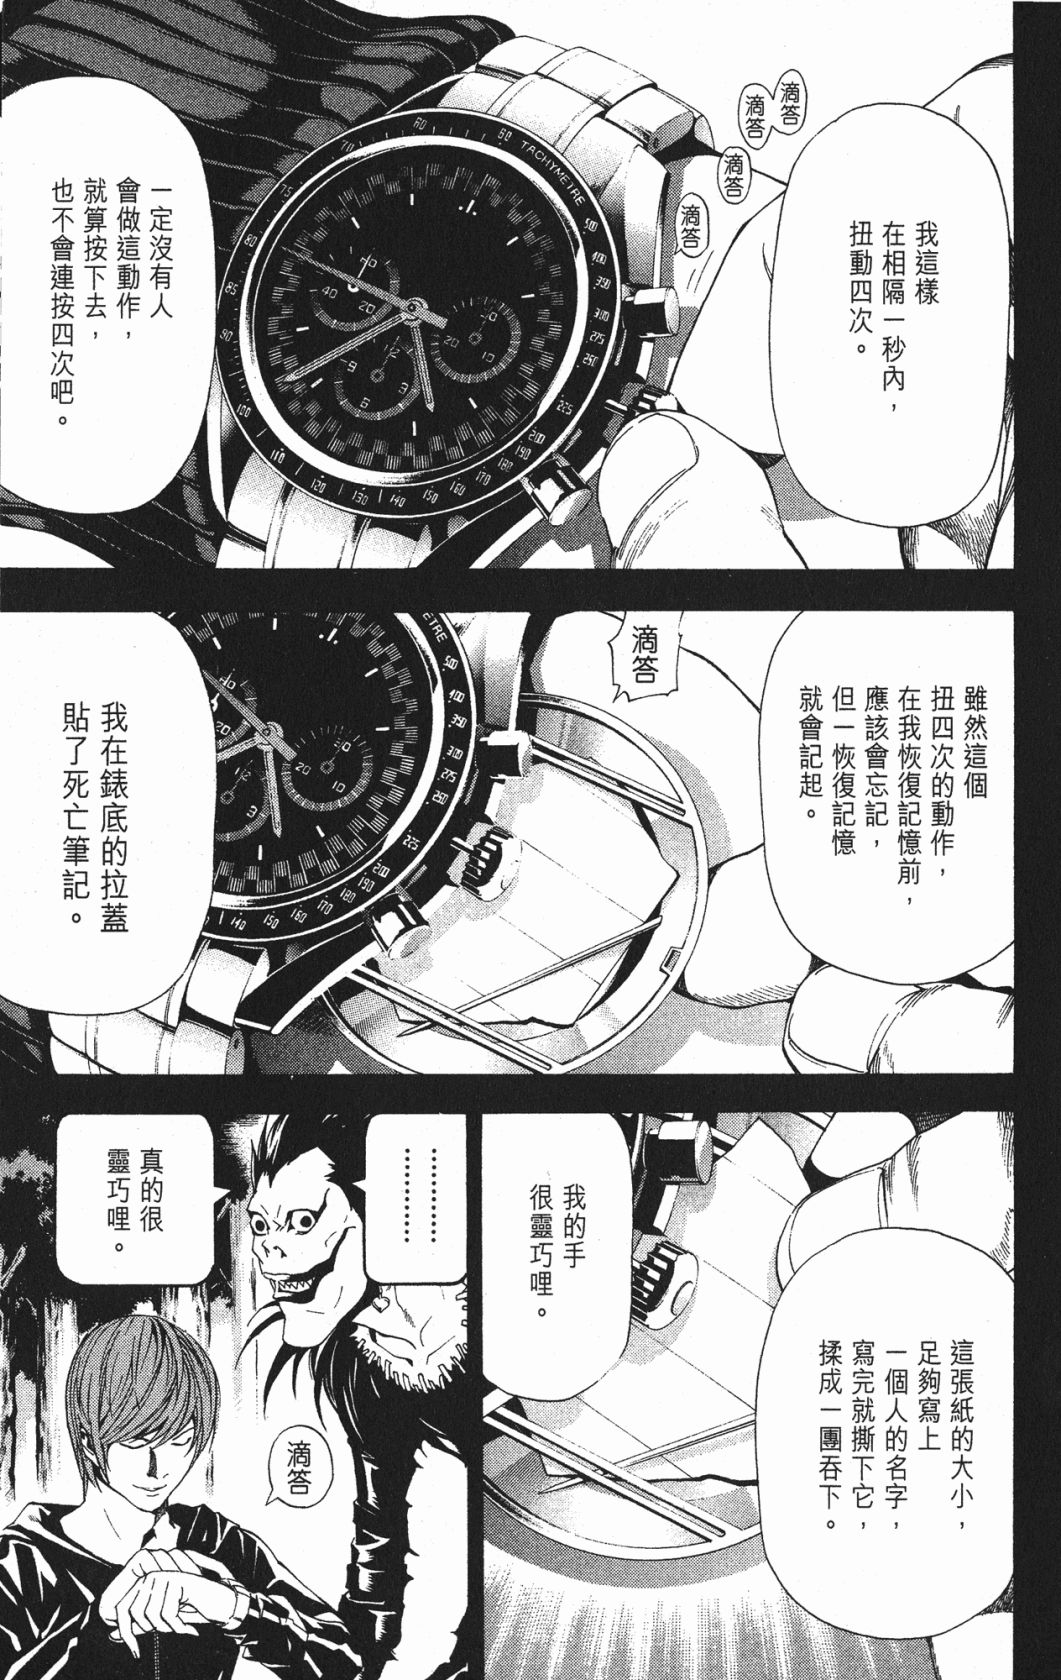 我這樣
在相隔一秒內，
扭動四次。
滴答
滴答
滴答
滴答
一定沒有人
會做這動作，
就算按下去，
也不會連按四次吧。
TACHYMETRE
雖然這個
扭四次的動作，
在我恢復記憶前，
應該會忘記，
但一恢復記憶
就會記起。
滴答
我在錶底的拉蓋
貼了死亡筆記。
這張紙的大小，
足夠寫上
一個人的名字，
寫完就撕下它，
揉成一團吞下。
我的手
很靈巧哩。
…………
真的很
靈巧哩。
滴答